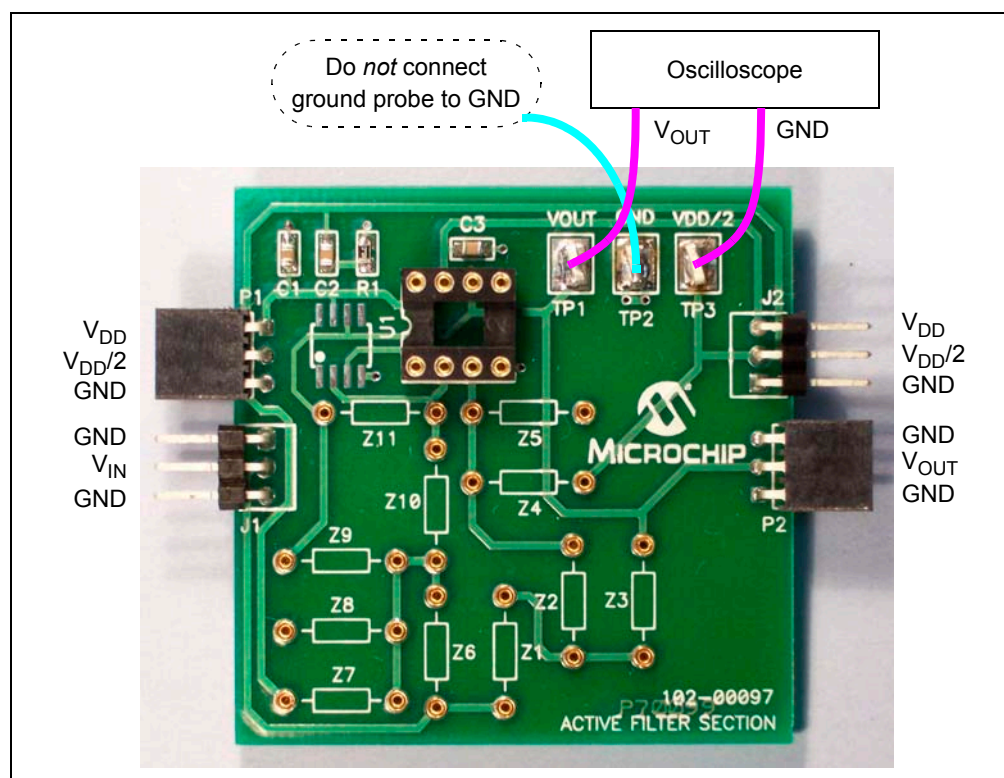 Do not connect
ground probe to GND
Oscilloscope
VOUT
GND
VOUT
GND
VDD/2
C3
C1
C2
R1
TP1
TP2
TP3
P1
U1
J2
VDD
VDD/2
GND
VDD
VDD/2
GND
Z11
Z5
MICROCHIP
GND
VIN
GND
GND
VOUT
GND
J1
Z10
Z4
P2
Z9
Z8
Z2
Z3
Z7
Z6
Z1
102-00097
ACTIVE FILTER SECTION